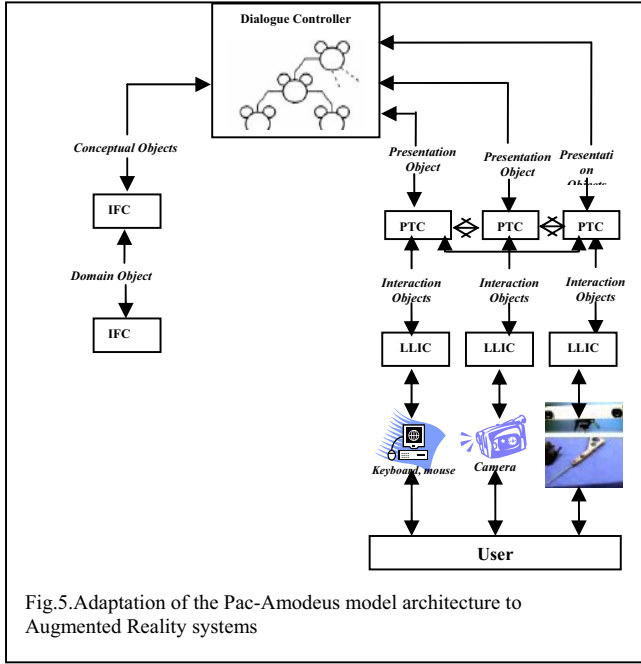 Dialogue Controller
Conceptual Objects
Presentation
Object
Presentation
Object
Presentati
on
Objects
IFC
PTC
PTC
PTC
Domain Object
Interaction
Objects
Interaction
Objects
Interaction
Objects
IFC
LLIC
LLIC
LLIC
Keyboard, mouse
Camera
User
Fig.5.Adaptation of the Pac-Amodeus model architecture to
Augmented Reality systems